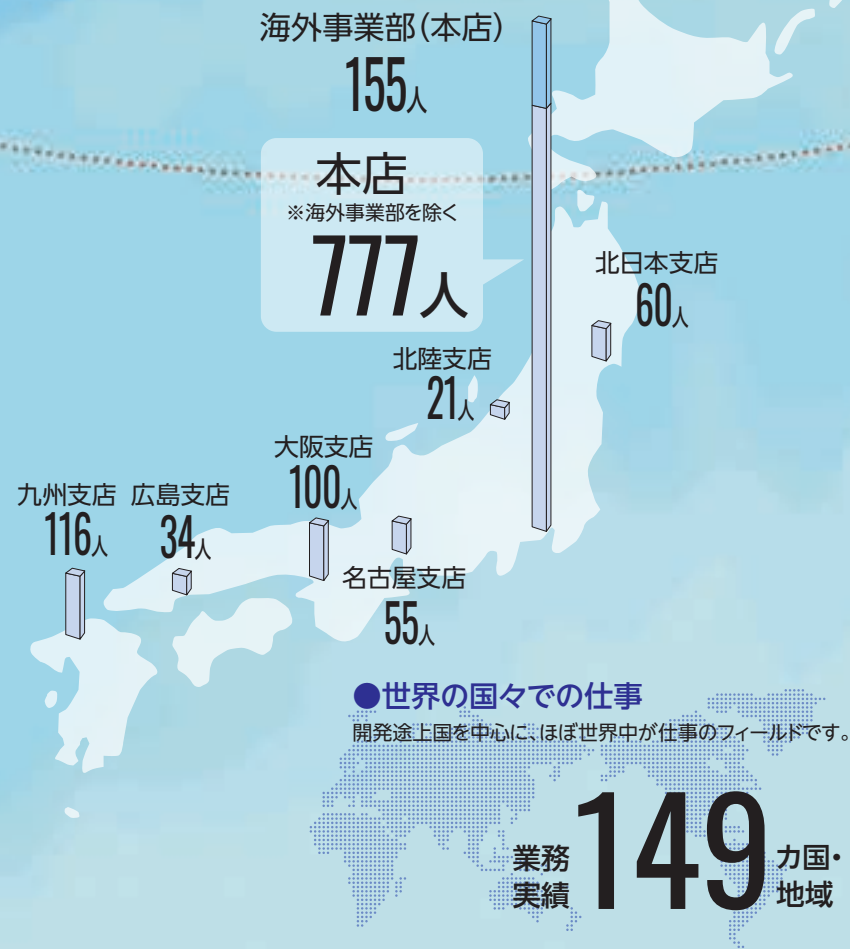 海外事業部（本店）
155人
本店
※海外事業部を除く
777人
北日本支店
60人
北陸支店
21人
大阪支店
100人
九州支店
116人
広島支店
34人
名古屋支店
55人
●世界の国々での仕事
開発途上国を中心に、ほぼ世界中が仕事のフィールドです。
業務実績149カ国・地域